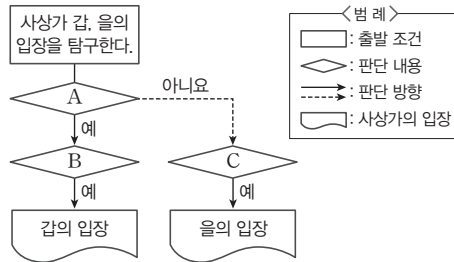 사상가 갑, 을의
입장을 탐구한다.
A
아니요
예
B
C
예
예
갑의 입장
을의 입장
<범 례>
: 출발 조건
: 판단 내용
: 판단 방향
: 사상가의 입장